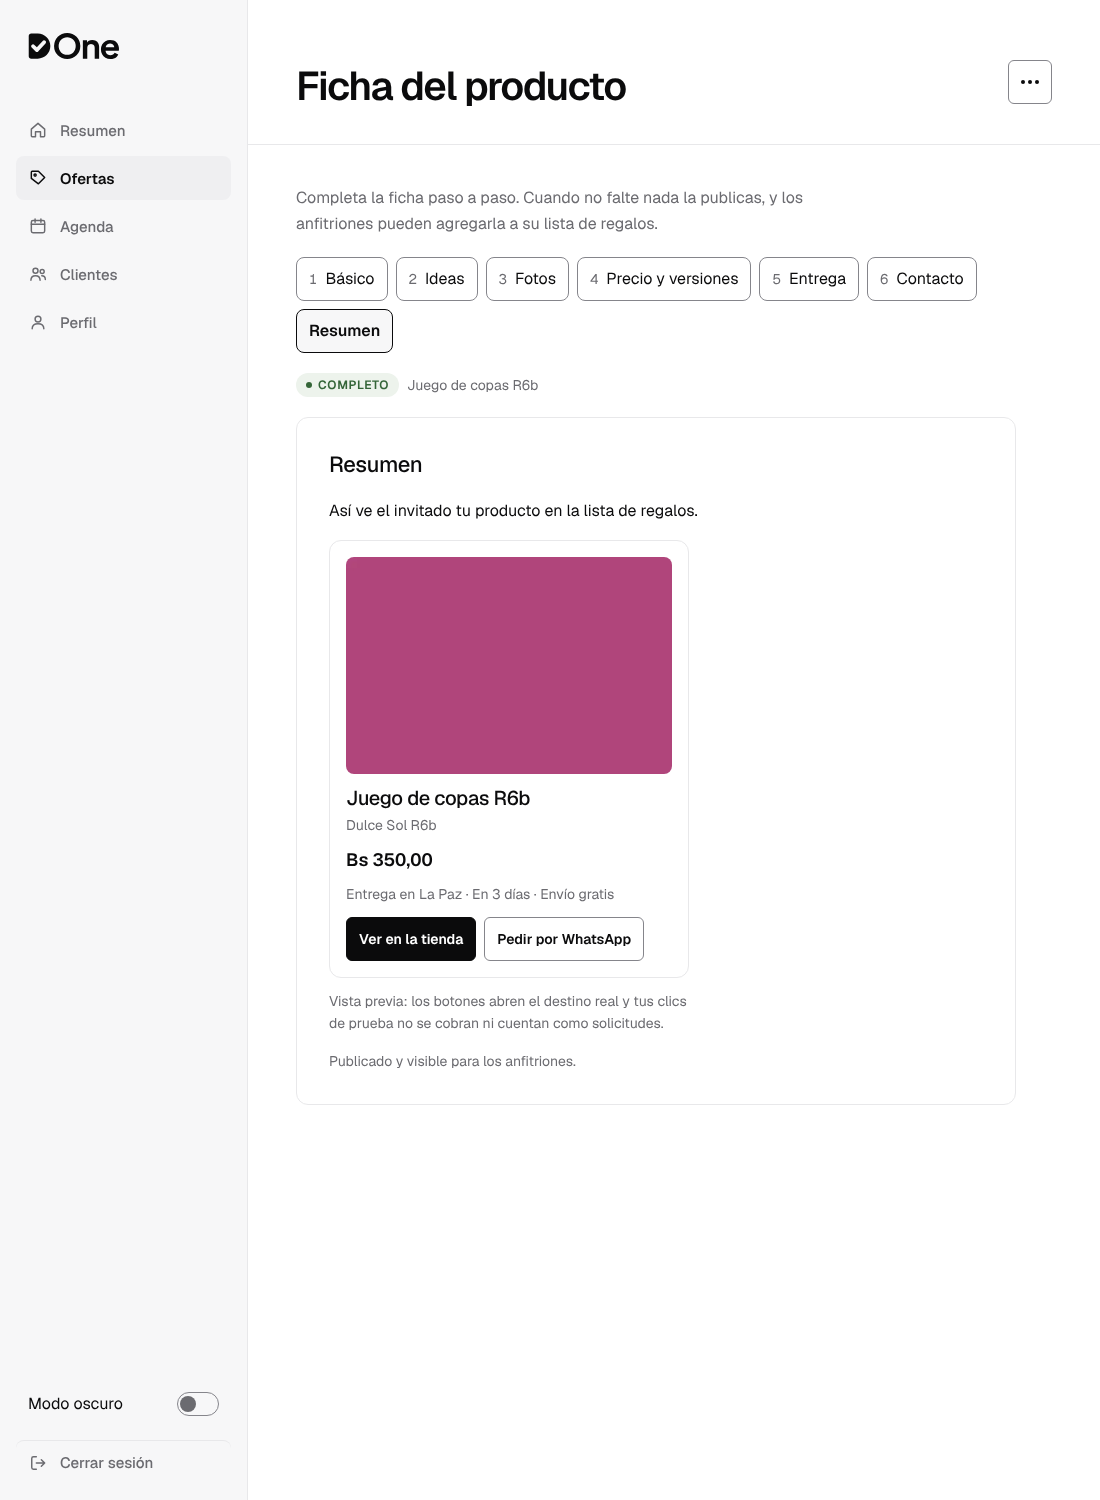 One
Resumen
Ofertas
Agenda
Clientes
Perfil
Modo oscuro
Cerrar sesión
Ficha del producto
Completa la ficha paso a paso. Cuando no falte nada la publicas, y los
anfitriones pueden agregarla a su lista de regalos.
1 Básico 2 Ideas 3 Fotos 4 Precio y versiones 5 Entrega 6 Contacto
Resumen
COMPLETO Juego de copas R6b
Resumen
Así ve el invitado tu producto en la lista de regalos.
Juego de copas R6b
Dulce Sol R6b
Bs 350,00
Entrega en La Paz · En 3 días · Envío gratis
Ver en la tienda Pedir por WhatsApp
Vista previa: los botones abren el destino real y tus clics
de prueba no se cobran ni cuentan como solicitudes.
Publicado y visible para los anfitriones.